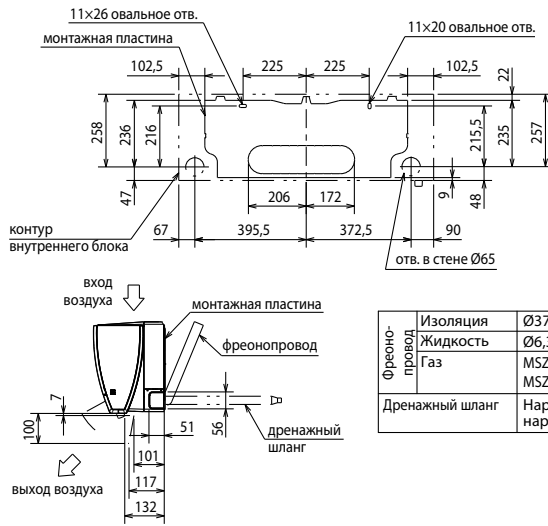 11×26 овальное отв.
11×20 овальное отв.
монтажная пластина
102,5
225
225
102,5
22
258
236
216
215,5
235
257
47
206
172
9
48
контур
внутреннего блока
67
395,5
372,5
90
отв. в стене Ø65
вход
воздуха
монтажная пластина
фреонопровод
7
100
51
56
дренажный
шланг
101
117
132
выход воздуха
Фреоно-
провод
Изоляция
Ø37
Жидкость
Ø6,3
Газ
MSZ
MSZ
Дренажный шланг
Нар
нар